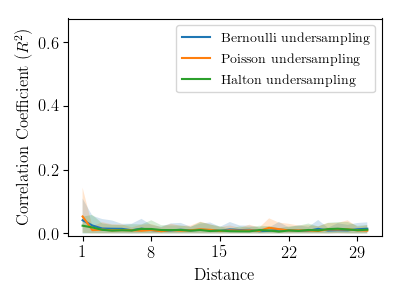 Correlation Coefficient (R²)
0.6
0.4
0.2
0.0
Bernoulli undersampling
Poisson undersampling
Halton undersampling
1 8 15 22 29
Distance